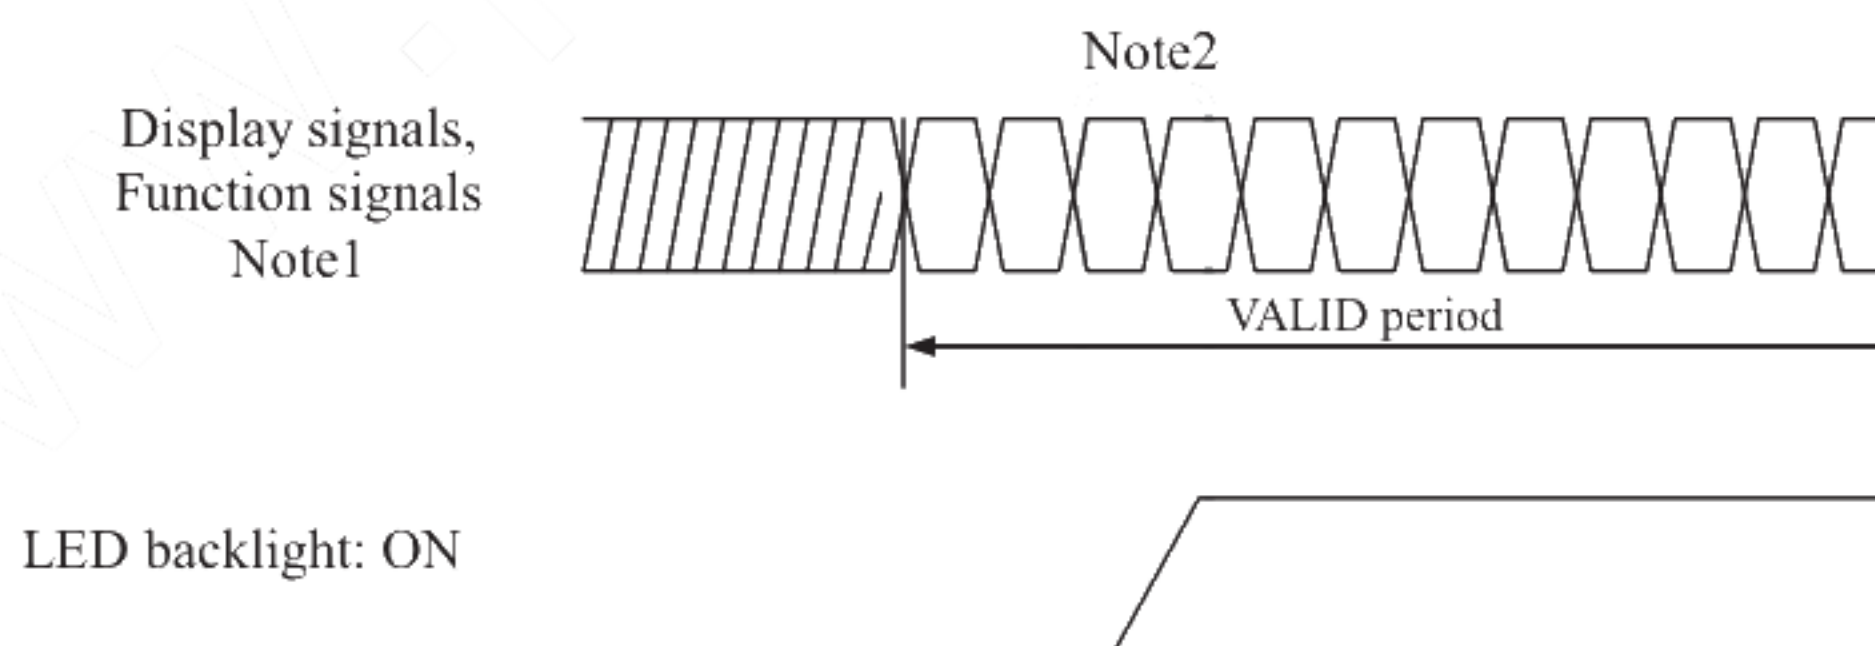 Note2
Display signals,
Function signals
Note1
VALID period
LED backlight: ON